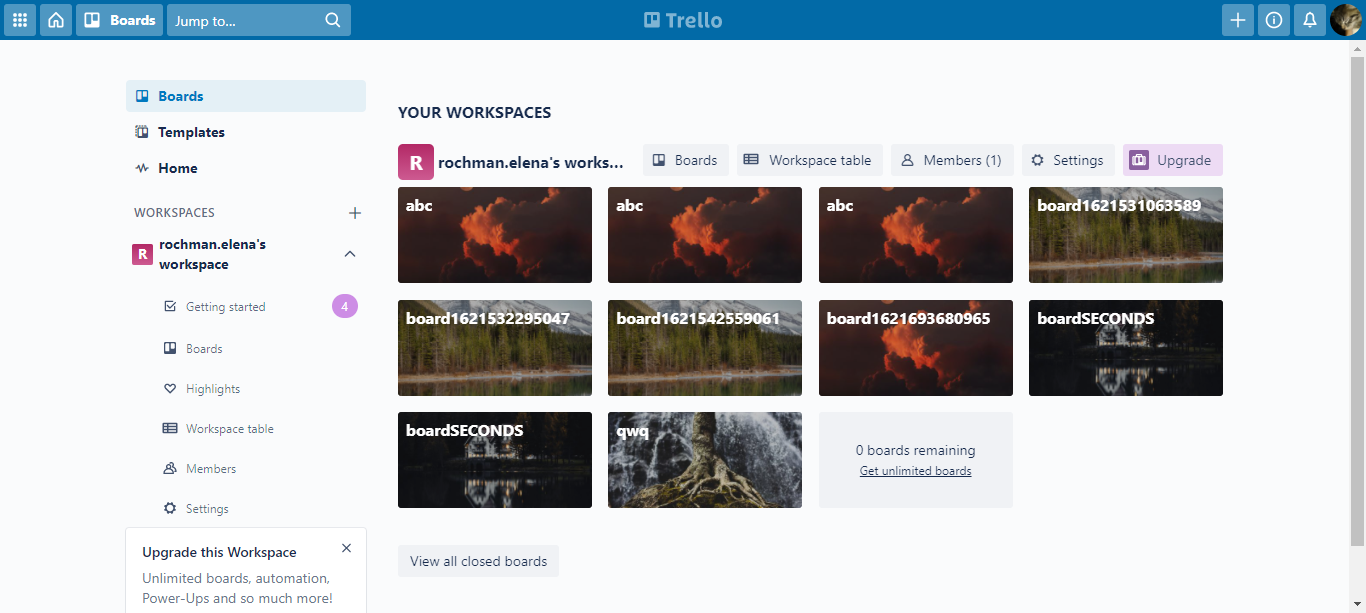 Boards
Jump to...
Trello
Boards
Templates
Home
WORKSPACES
R
rochman.elena's
workspace
Getting started
4
Boards
Highlights
Workspace table
Members
Settings
Upgrade this Workspace
Unlimited boards, automation,
Power-Ups and so much more!
YOUR WORKSPACES
R
rochman.elena's works...
Boards
Workspace table
Members (1)
Settings
Upgrade
abc
abc
abc
board1621531063589
board1621532295047
board1621542559061
board1621693680965
boardSECONDS
boardSECONDS
qwq
0 boards remaining
Get unlimited boards
View all closed boards